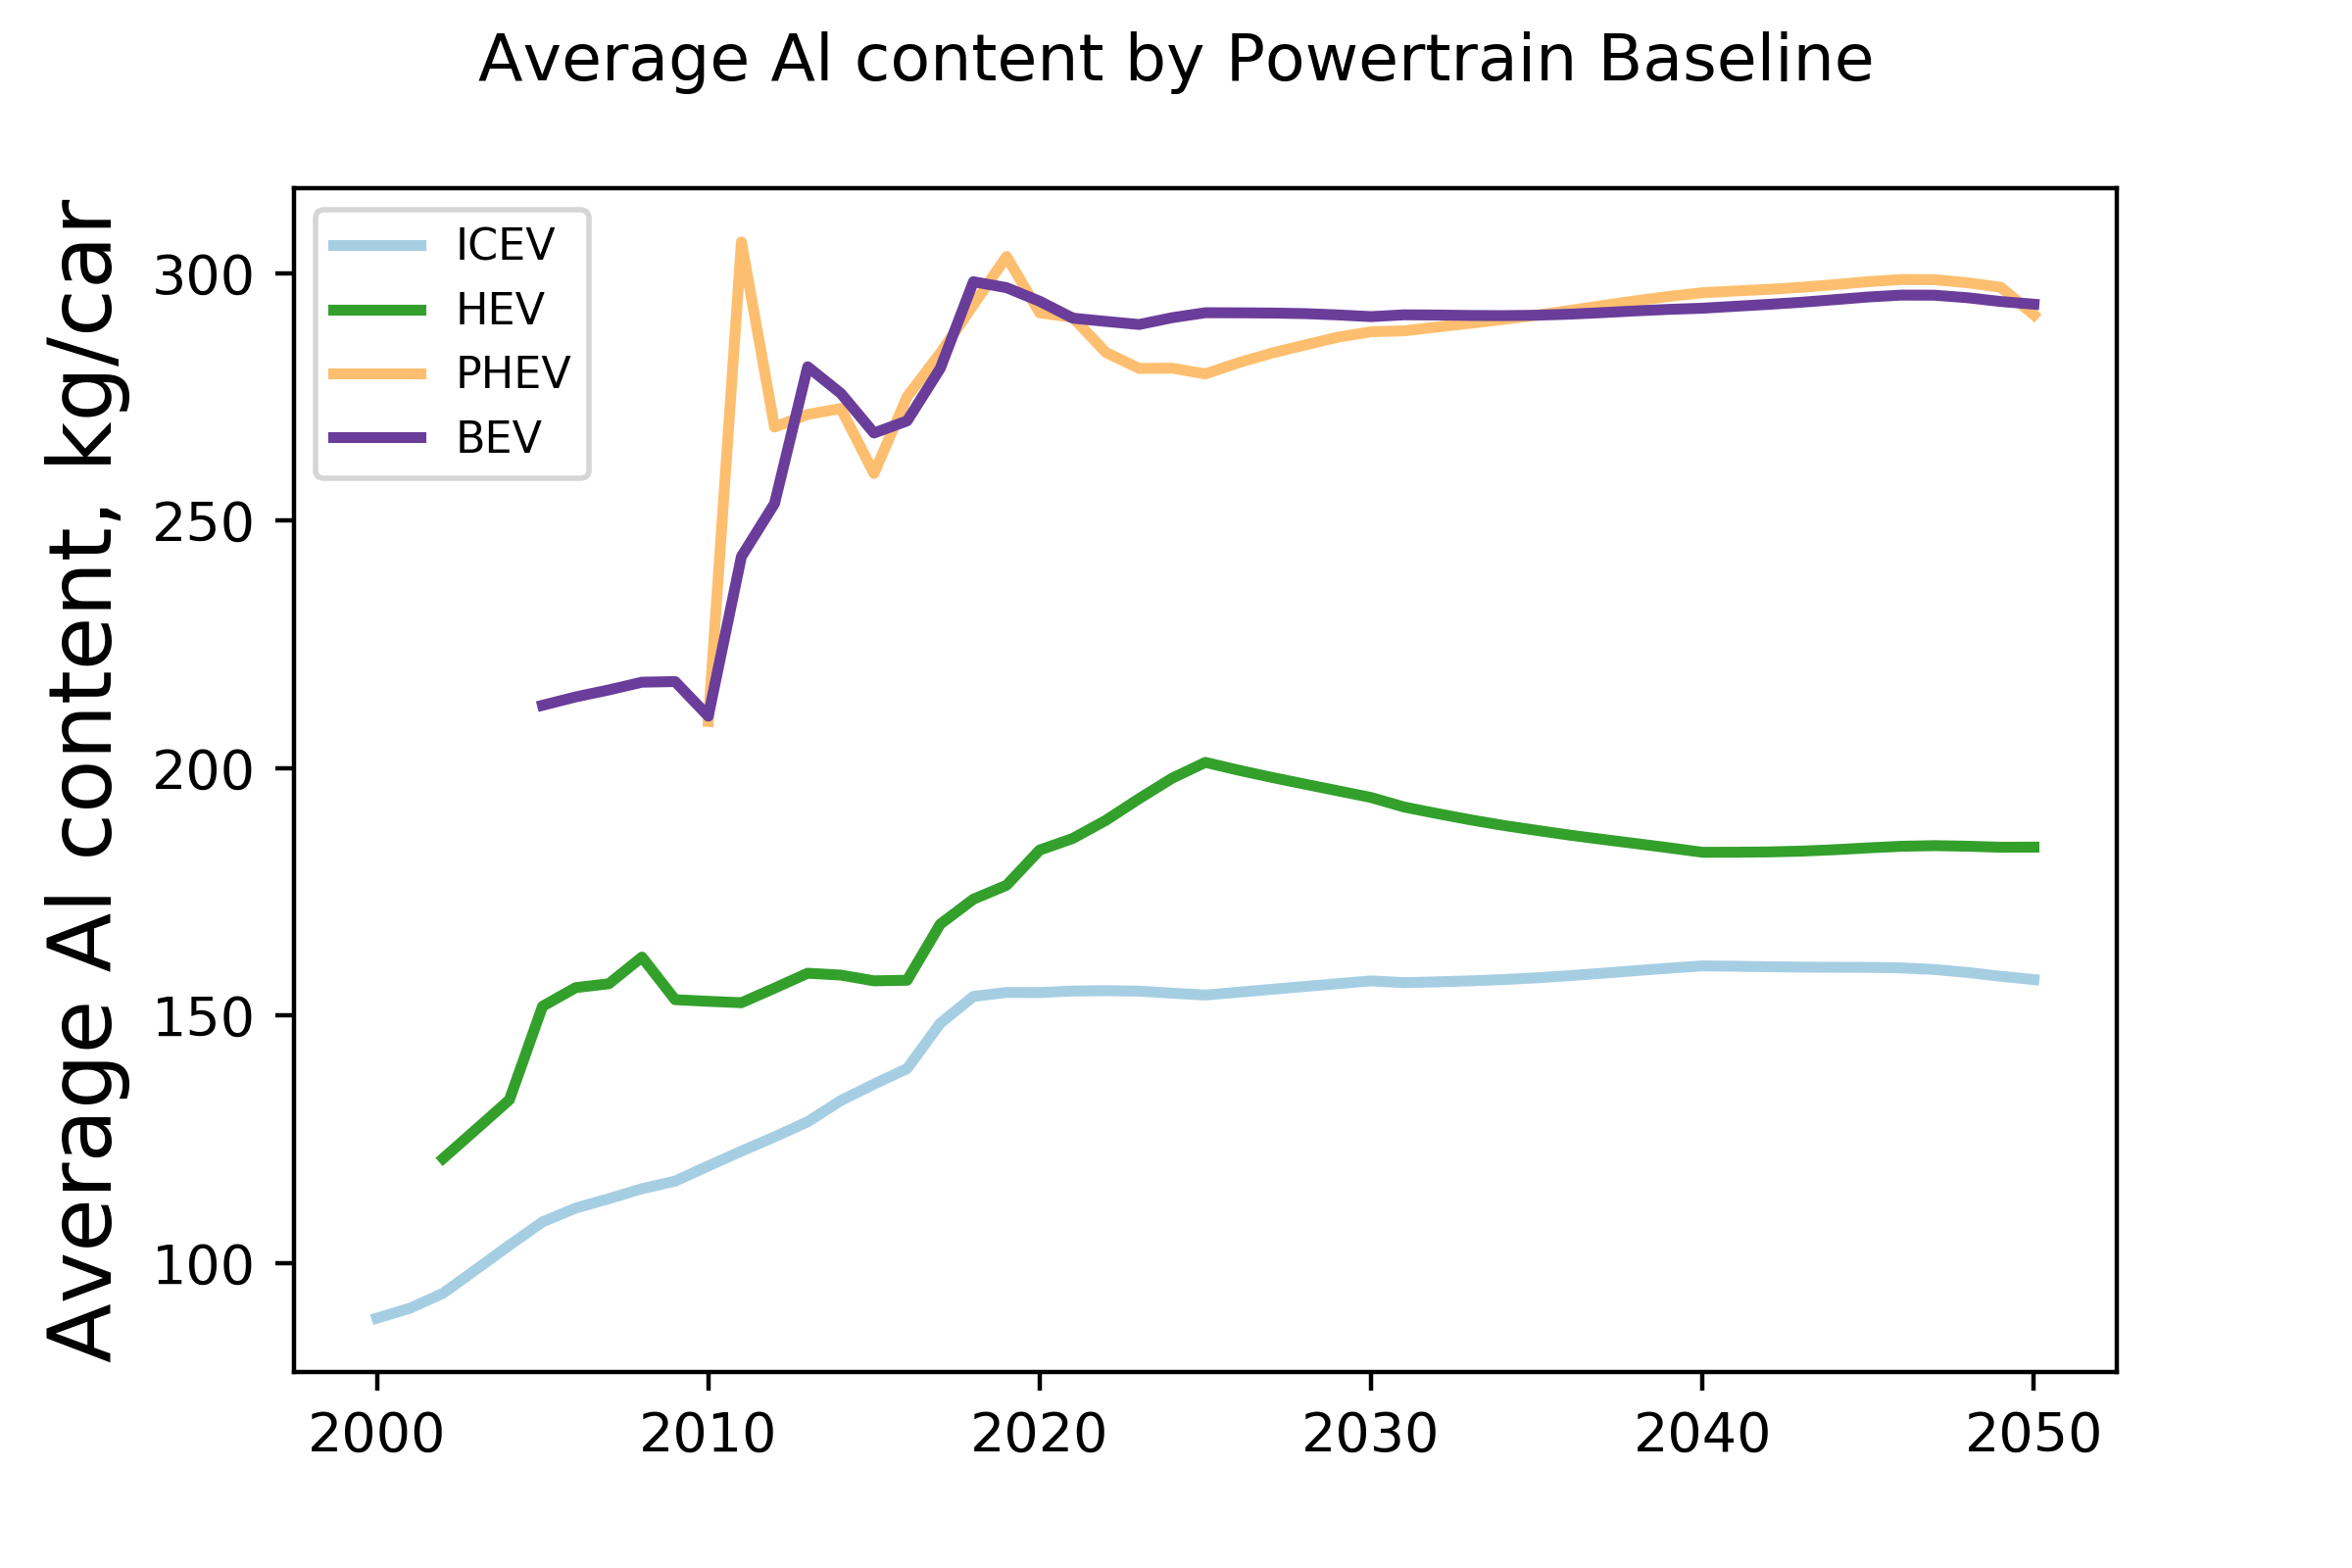 Average Al content by Powertrain Baseline
Average Al content, kg/car
300
250
200
150
100
ICEV
HEV
PHEV
BEV
2000 2010 2020 2030 2040 2050